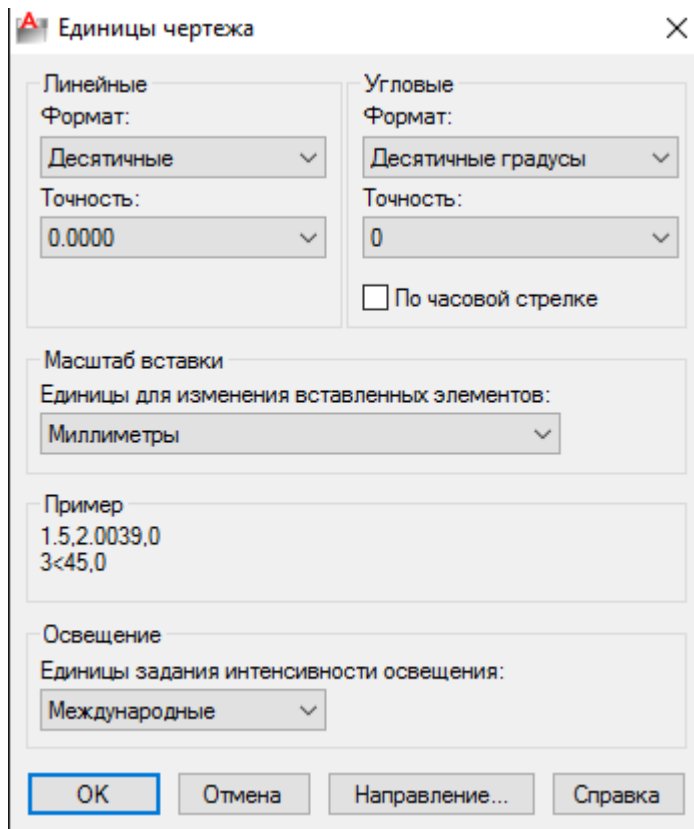 Единицы чертежа
Линейные
Формат:
Десятичные
Точность:
0.0000
Угловые
Формат:
Десятичные градусы
Точность:
0
По часовой стрелке
Масштаб вставки
Единицы для изменения вставленных элементов:
Миллиметры
Пример
1.5,2.0039,0
3<45,0
Освещение
Единицы задания интенсивности освещения:
Международные
OK Отмена Направление... Справка